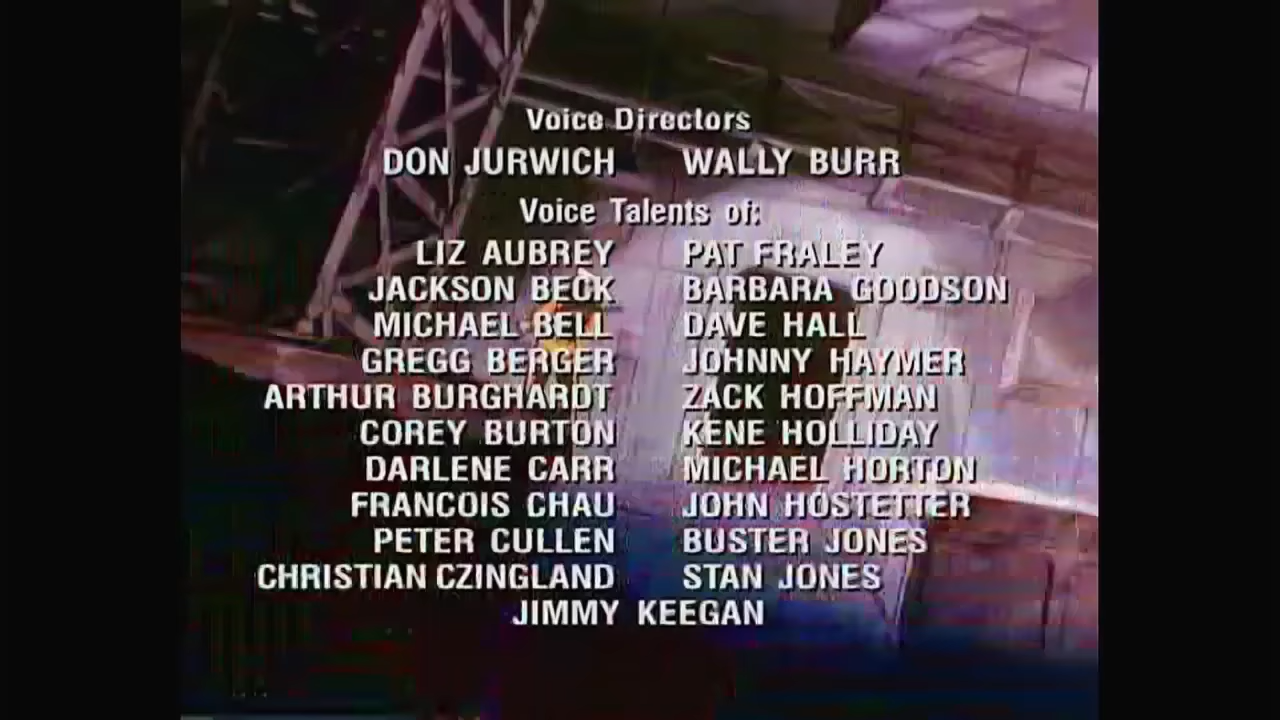 Voice Directors
DON JURWICH WALLY BURR
Voice Talents of:
LIZ AUBREY PAT FRALEY
JACKSON BECK BARBARA GOODSON
MICHAEL BELL DAVE HALL
GREGG BERGER JOHNNY HAYMER
ARTHUR BURGHARDT ZACK HOFFMAN
COREY BURTON KENE HOLLIDAY
DARLENE CARR MICHAEL HORTON
FRANCOIS CHAU JOHN HOSTETTER
PETER CULLEN BUSTER JONES
CHRISTIAN CZINGLAND STAN JONES
JIMMY KEEGAN